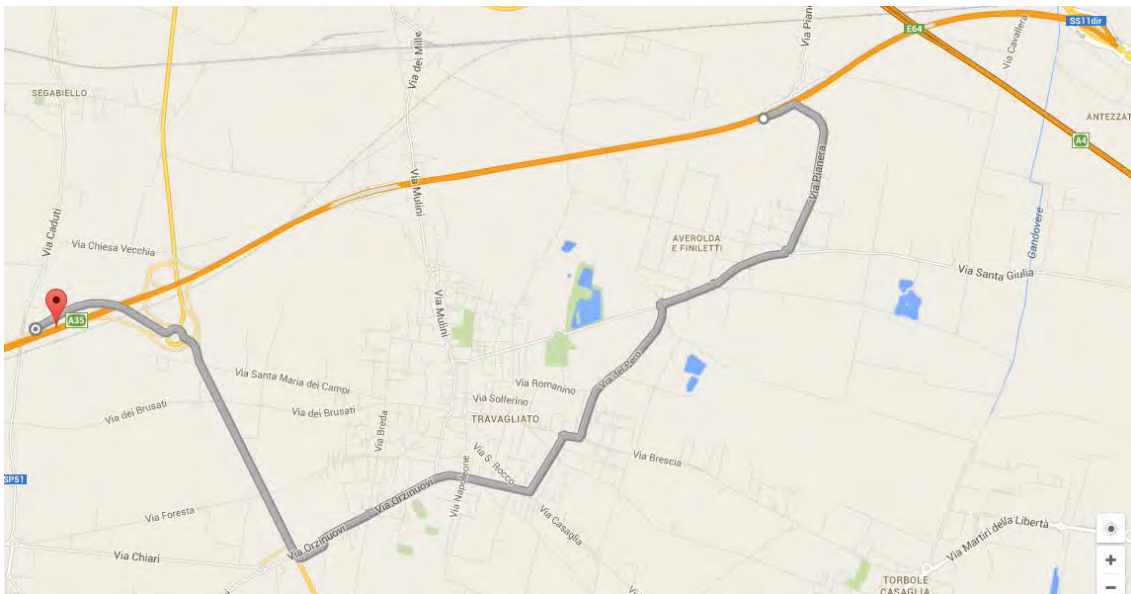 SS11dir
E64
Via Pianera
Via Cavallera
Via dei Mille
SEGABIELLO
ANTEZZAT
A4
Via Pianera
Via Mulini
Via Caduti
Gandovere
AVEROLDA
E FINILETTI
Via Chiesa Vecchia
Via Santa Giulia
Via Mulini
A35
Via del Pero
Via Santa Maria dei Campi
Via Romanino
Via Solferino
Via dei Brusati
Via dei Brusati
TRAVAGLIATO
Via Breda
Via S. Rocco
Via Brescia
Via Napoleone
SP51
Via Orzinuovi
Via Foresta
Via Casaglia
Via Martiri della Libertà
Via Orzinuovi
Via Chiari
TORBOLE
CASAGLIA
+
−